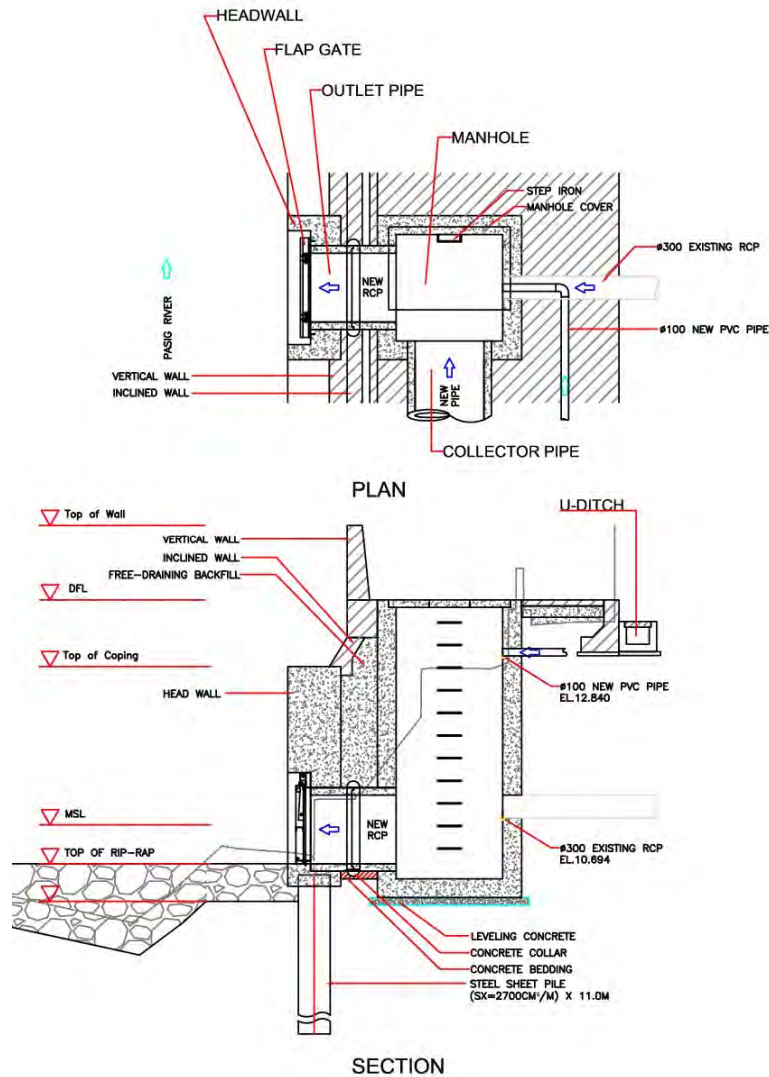 HEADWALL
FLAP GATE
OUTLET PIPE
MANHOLE
STEP IRON
MANHOLE COVER
ø300 EXISTING RCP
NEW
RCP
PASIG RIVER
ø100 NEW PVC PIPE
VERTICAL WALL
INCLINED WALL
NEW
PIPE
COLLECTOR PIPE
PLAN
U-DITCH
Top of Wall
VERTICAL WALL
INCLINED WALL
FREE-DRAINING BACKFILL
DFL
Top of Coping
HEAD WALL
ø100 NEW PVC PIPE
EL.12.840
MSL
NEW
RCP
TOP OF RIP-RAP
ø300 EXISTING RCP
EL.10.694
LEVELING CONCRETE
CONCRETE COLLAR
CONCRETE BEDDING
STEEL SHEET PILE
(SX=2700CM³/M) X 11.0M
SECTION